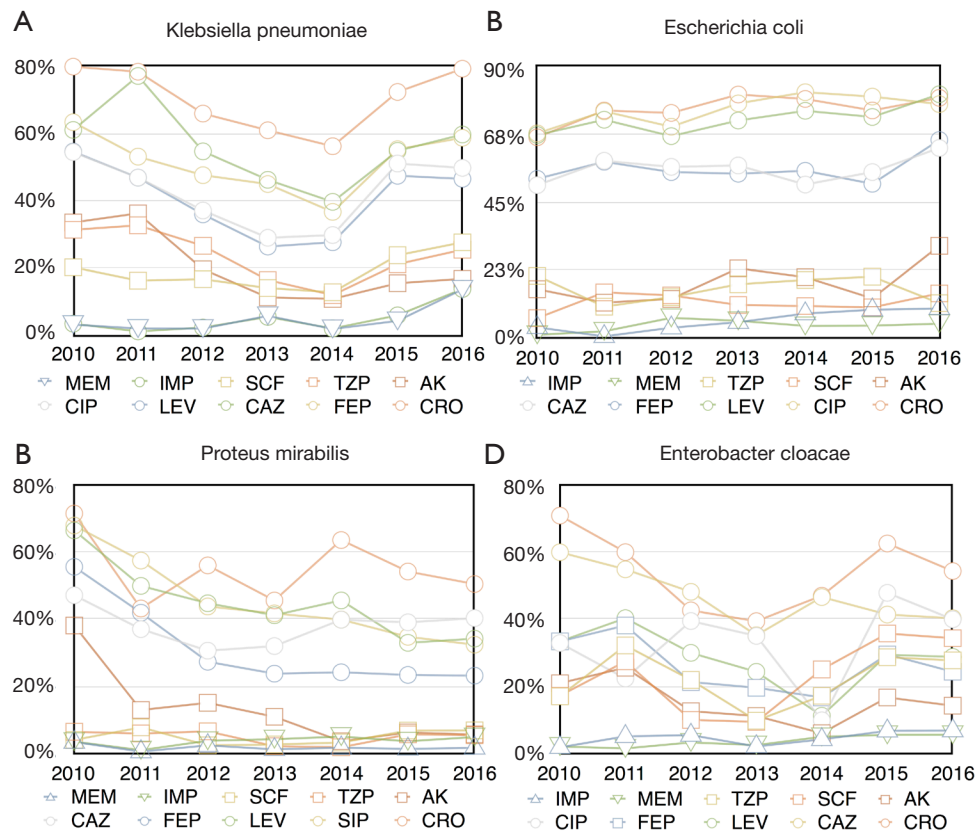 A
Klebsiella pneumoniae
80%
60%
40%
20%
0%
2010 2011 2012 2013 2014 2015 2016
MEM IMP SCF TZP AK
CIP LEV CAZ FEP CRO
B
Escherichia coli
90%
68%
45%
23%
0%
2010 2011 2012 2013 2014 2015 2016
IMP MEM TZP SCF AK
CAZ FEP LEV CIP CRO
B
Proteus mirabilis
80%
60%
40%
20%
0%
2010 2011 2012 2013 2014 2015 2016
MEM IMP SCF TZP AK
CAZ FEP LEV SIP CRO
D
Enterobacter cloacae
80%
60%
40%
20%
0%
2010 2011 2012 2013 2014 2015 2016
IMP MEM TZP SCF AK
CIP FEP LEV CAZ CRO